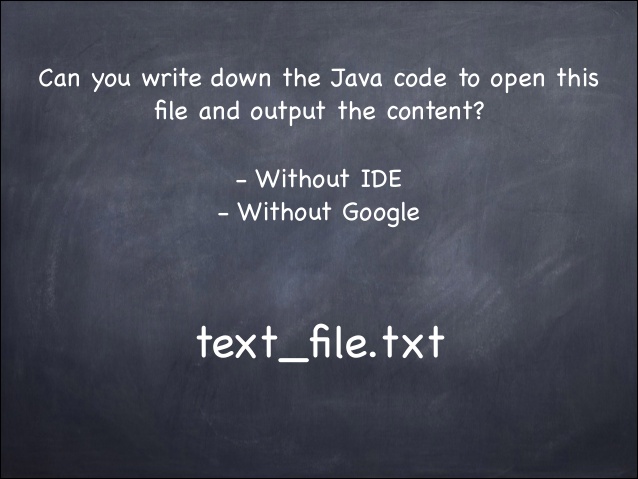 Can you write down the Java code to open this
file and output the content?
- Without IDE
- Without Google
text_file.txt